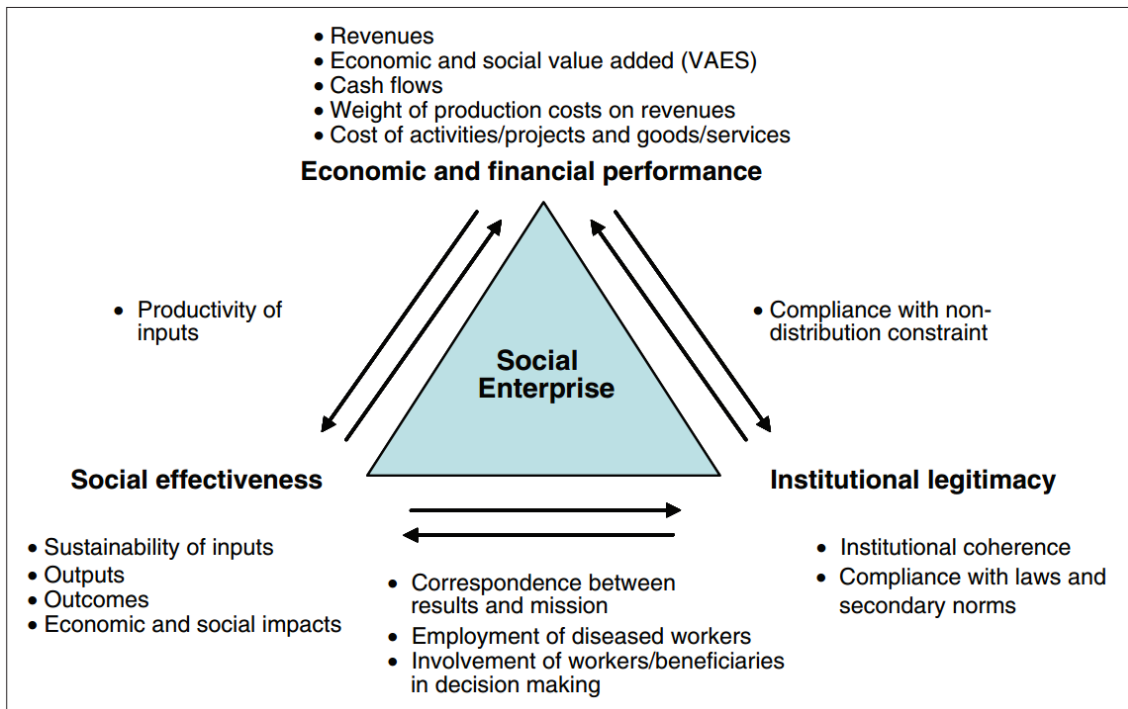 • Revenues
• Economic and social value added (VAES)
• Cash flows
• Weight of production costs on revenues
• Cost of activities/projects and goods/services
Economic and financial performance
• Productivity of
inputs
• Compliance with non-
distribution constraint
Social
Enterprise
Social effectiveness
Institutional legitimacy
• Sustainability of inputs
• Outputs
• Outcomes
• Economic and social impacts
• Correspondence between
results and mission
• Employment of diseased workers
• Involvement of workers/beneficiaries
in decision making
• Institutional coherence
• Compliance with laws and
secondary norms